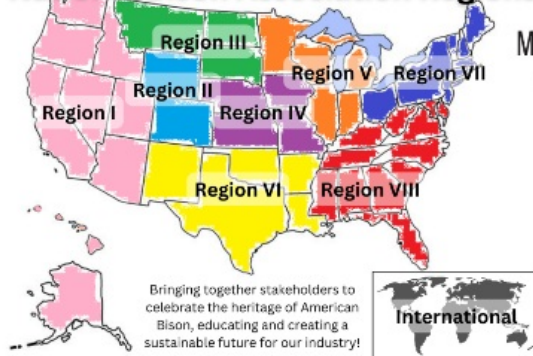 Region III
M
Region V
Region VII
Region II
Region I
Region IV
Region VI
Region VIII
Bringing together stakeholders to
celebrate the heritage of American
Bison, educating and creating a
sustainable future for our industry!
International